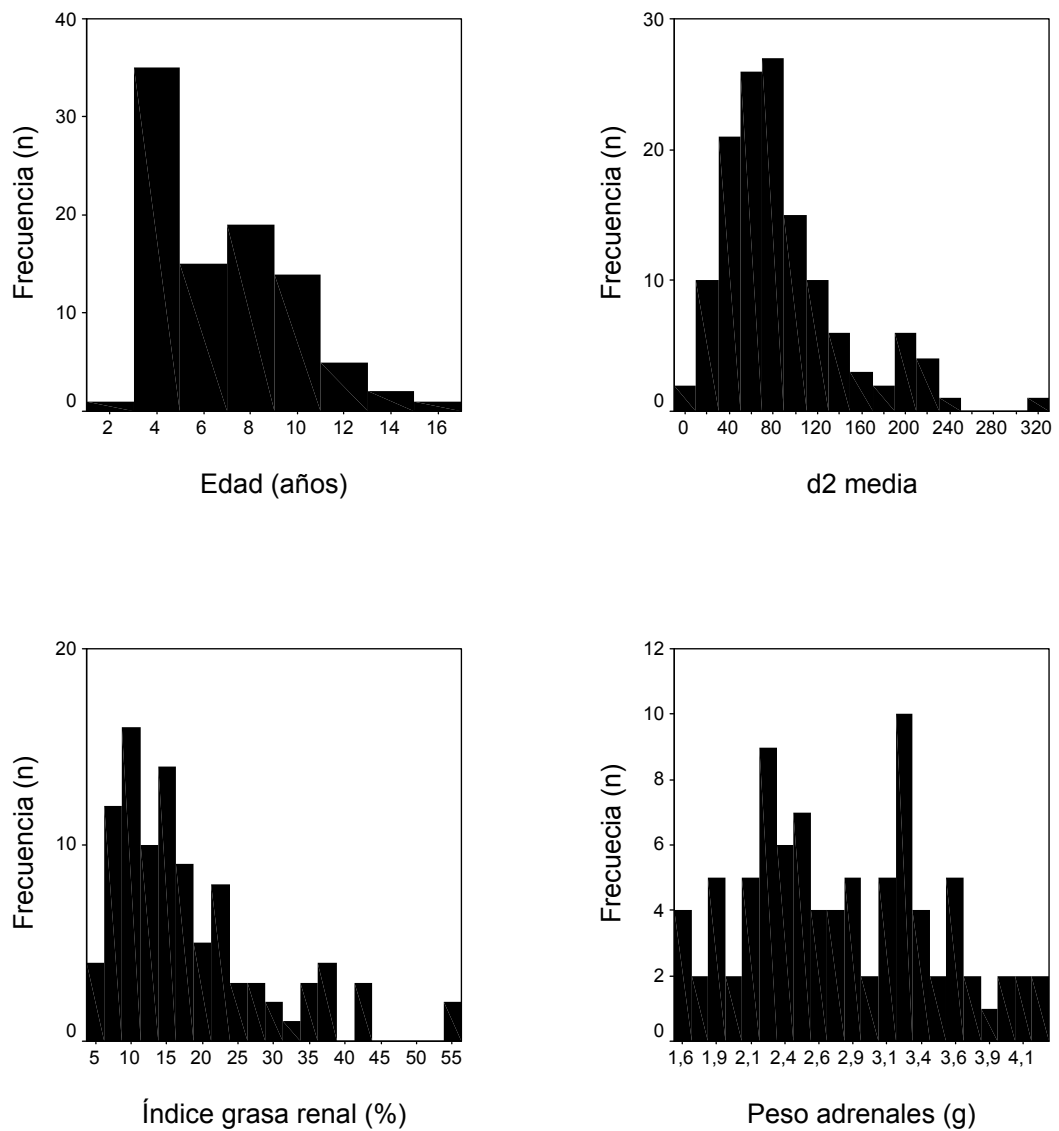 40
30
20
10
0
Frecuencia (n)
2 4 6 8 10 12 14 16
Edad (años)
30
20
10
0
Frecuencia (n)
0 40 80 120 160 200 240 280 320
d2 media
20
10
0
Frecuencia (n)
5 10 15 20 25 30 35 40 45 50 55
Índice grasa renal (%)
12
10
8
6
4
2
0
Frecuecia (n)
1,6 1,9 2,1 2,4 2,6 2,9 3,1 3,4 3,6 3,9 4,1
Peso adrenales (g)